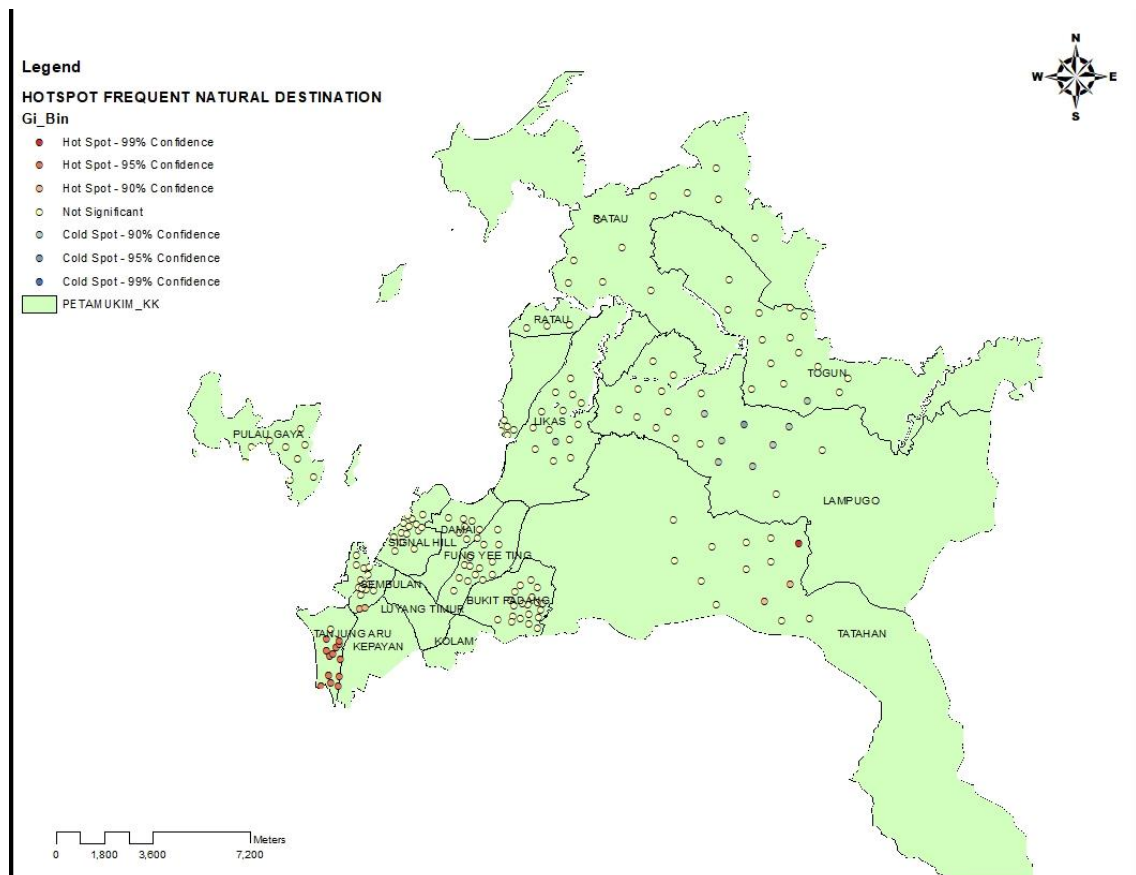 N
W E
S
Legend
HOTSPOT FREQUENT NATURAL DESTINATION
Gi_Bin
Hot Spot - 99% Confidence
Hot Spot - 95% Confidence
Hot Spot - 90% Confidence
Not Significant
Cold Spot - 90% Confidence
Cold Spot - 95% Confidence
Cold Spot - 99% Confidence
PETAMUKIM_KK
RATAU
RATAU
TOGUN
LIKAS
PULAU GAYA
LAMPUGO
DAMAI
SIGNAL HILL
FUNG YEE TING
SEMBULAN
BUKIT PADANG
LUYANG TIMUR
TANJUNG ARU
KEPAYAN
KOLAM
TATAHAN
Meters
0 1,800 3,600 7,200